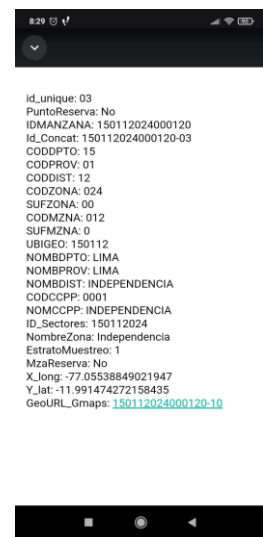 8:29
id_unique: 03
PuntoReserva: No
IDMANZANA: 150112024000120
Id_Concat: 150112024000120-03
CODDPTO: 15
CODPROV: 01
CODDIST: 12
CODZONA: 024
SUFZONA: 00
CODMZNA: 012
SUFMZNA: 0
UBIGEO: 150112
NOMBDPTO: LIMA
NOMBPROV: LIMA
NOMBDIST: INDEPENDENCIA
CODCCPP: 0001
NOMCCPP: INDEPENDENCIA
ID_Sectores: 150112024
NombreZona: Independencia
EstratoMuestreo: 1
MzaReserva: No
X_long: -77.05538849021947
Y_lat: -11.991474272158435
GeoURL_Gmaps: 150112024000120-10